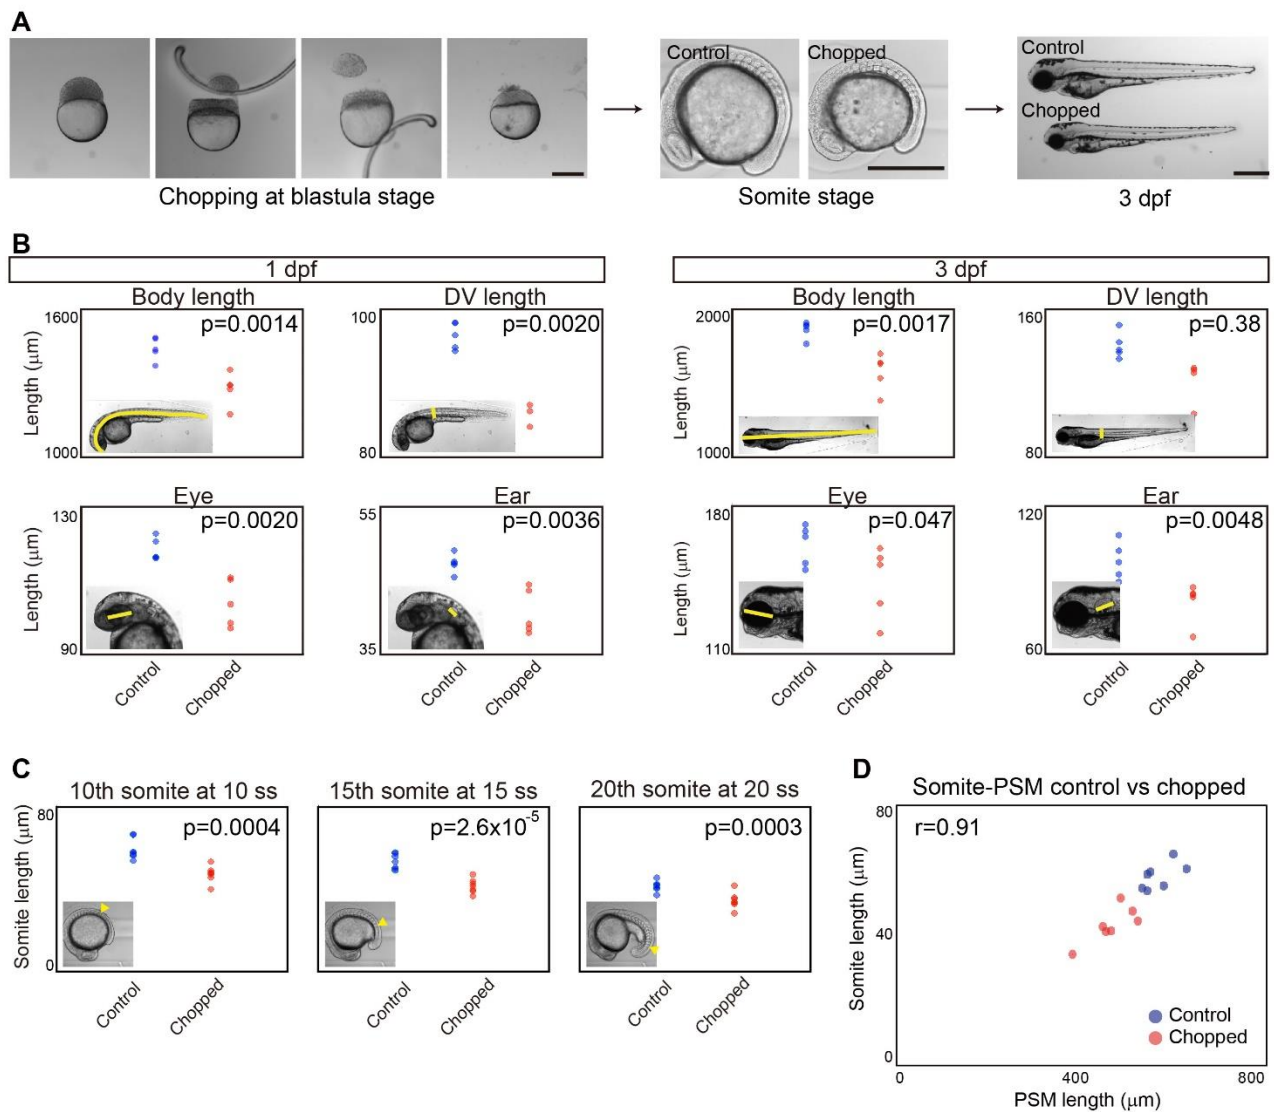 A
Control
Chopped
Control
Chopped
Chopping at blastula stage
Somite stage
3 dpf
B
1 dpf
3 dpf
Body length
DV length
Body length
DV length
1600
p=0.0014
100
p=0.0020
2000
p=0.0017
160
p=0.38
Length (μm)
Length (μm)
1000
80
1000
80
Eye
Ear
Eye
Ear
130
p=0.0020
55
p=0.0036
180
p=0.047
120
p=0.0048
Length (μm)
Length (μm)
90
35
110
60
Control
Chopped
Control
Chopped
Control
Chopped
Control
Chopped
C
10th somite at 10 ss
15th somite at 15 ss
20th somite at 20 ss
80
p=0.0004
p=2.6x10-5
p=0.0003
Somite length (μm)
0
Control
Chopped
Control
Chopped
Control
Chopped
D
Somite-PSM control vs chopped
80
r=0.91
Somite length (μm)
40
Control
Chopped
0
0
400
800
PSM length (μm)